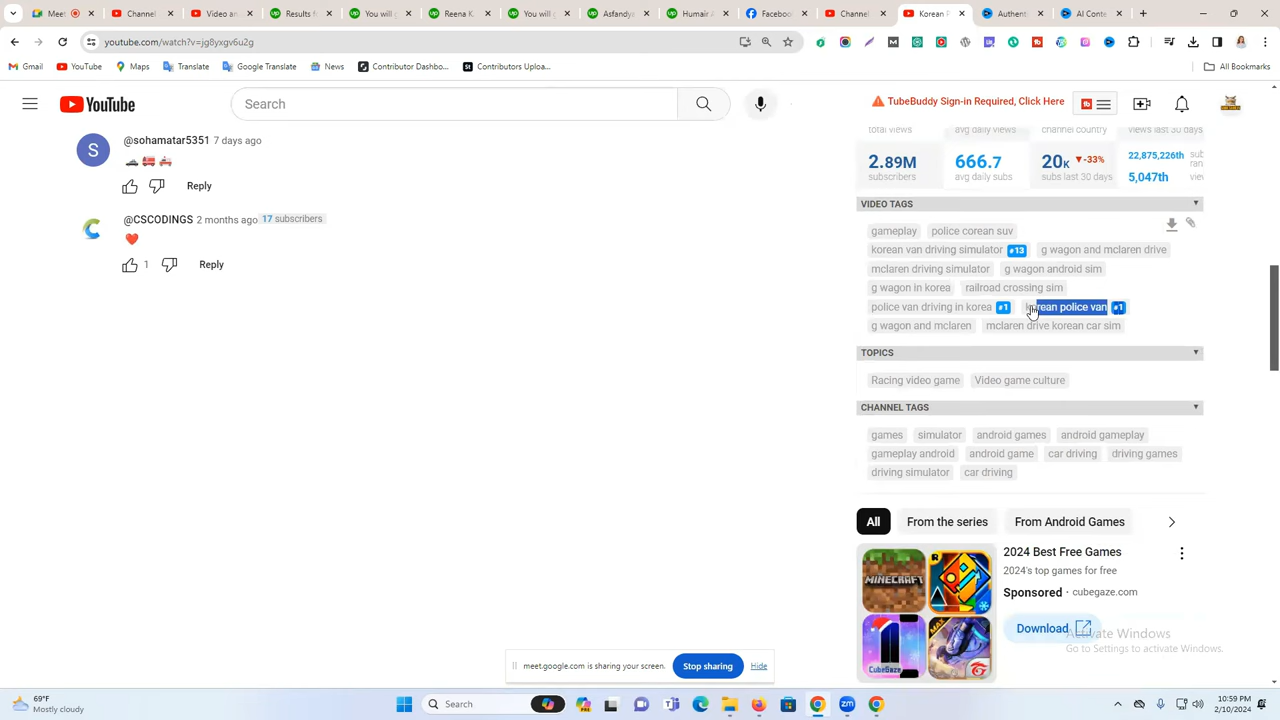 Meet
Channel
Video
Results f
You will g
Reena K
You will g
Asfand
Human A
Facebook
Channel
Korean P
Authenti
AI Conte
youtube.com/watch?v=jg8yxgv6u2g
Gmail YouTube Maps Translate Google Translate News Contributor Dashbo... Contributors Uploa... All Bookmarks
YouTube
Search
TubeBuddy Sign-in Required, Click Here
@sohamatar5351 7 days ago
Reply
@CSCODINGS 2 months ago 17 subscribers
1 Reply
total views avg daily views channel country views last 30 days
2.89M 666.7 20K -33% 22,875,226th
subscribers avg daily subs subs last 30 days 5,047th
VIDEO TAGS
gameplay police corean suv
korean van driving simulator #13 g wagon and mclaren drive
mclaren driving simulator g wagon android sim
g wagon in korea railroad crossing sim
police van driving in korea #1 korean police van #1
g wagon and mclaren mclaren drive korean car sim
TOPICS
Racing video game Video game culture
CHANNEL TAGS
games simulator android games android gameplay
gameplay android android game car driving driving games
driving simulator car driving
All From the series From Android Games
2024 Best Free Games
2024's top games for free
Sponsored · cubegaze.com
Download
MINECRAFT
CubeGaze
MAX
Activate Windows
Go to Settings to activate Windows.
meet.google.com is sharing your screen. Stop sharing Hide
69°F
Mostly cloudy
Search
10:59 PM
2/10/2024